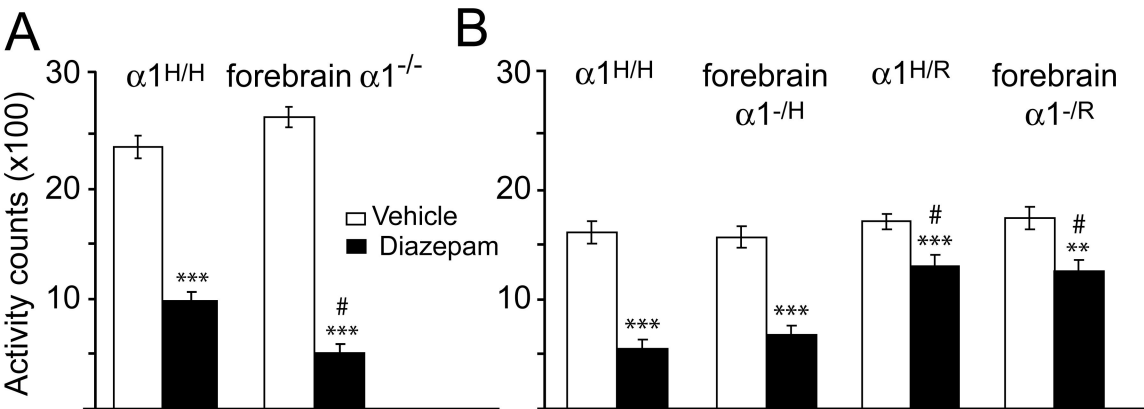 A
B
30
α1H/H
forebrain α1-/-
30
α1H/H
forebrain
α1-/H
α1H/R
forebrain
α1-/R
Activity counts (x100)
20
20
Vehicle
Diazepam
#
***
#
**
***
10
#
***
10
***
***